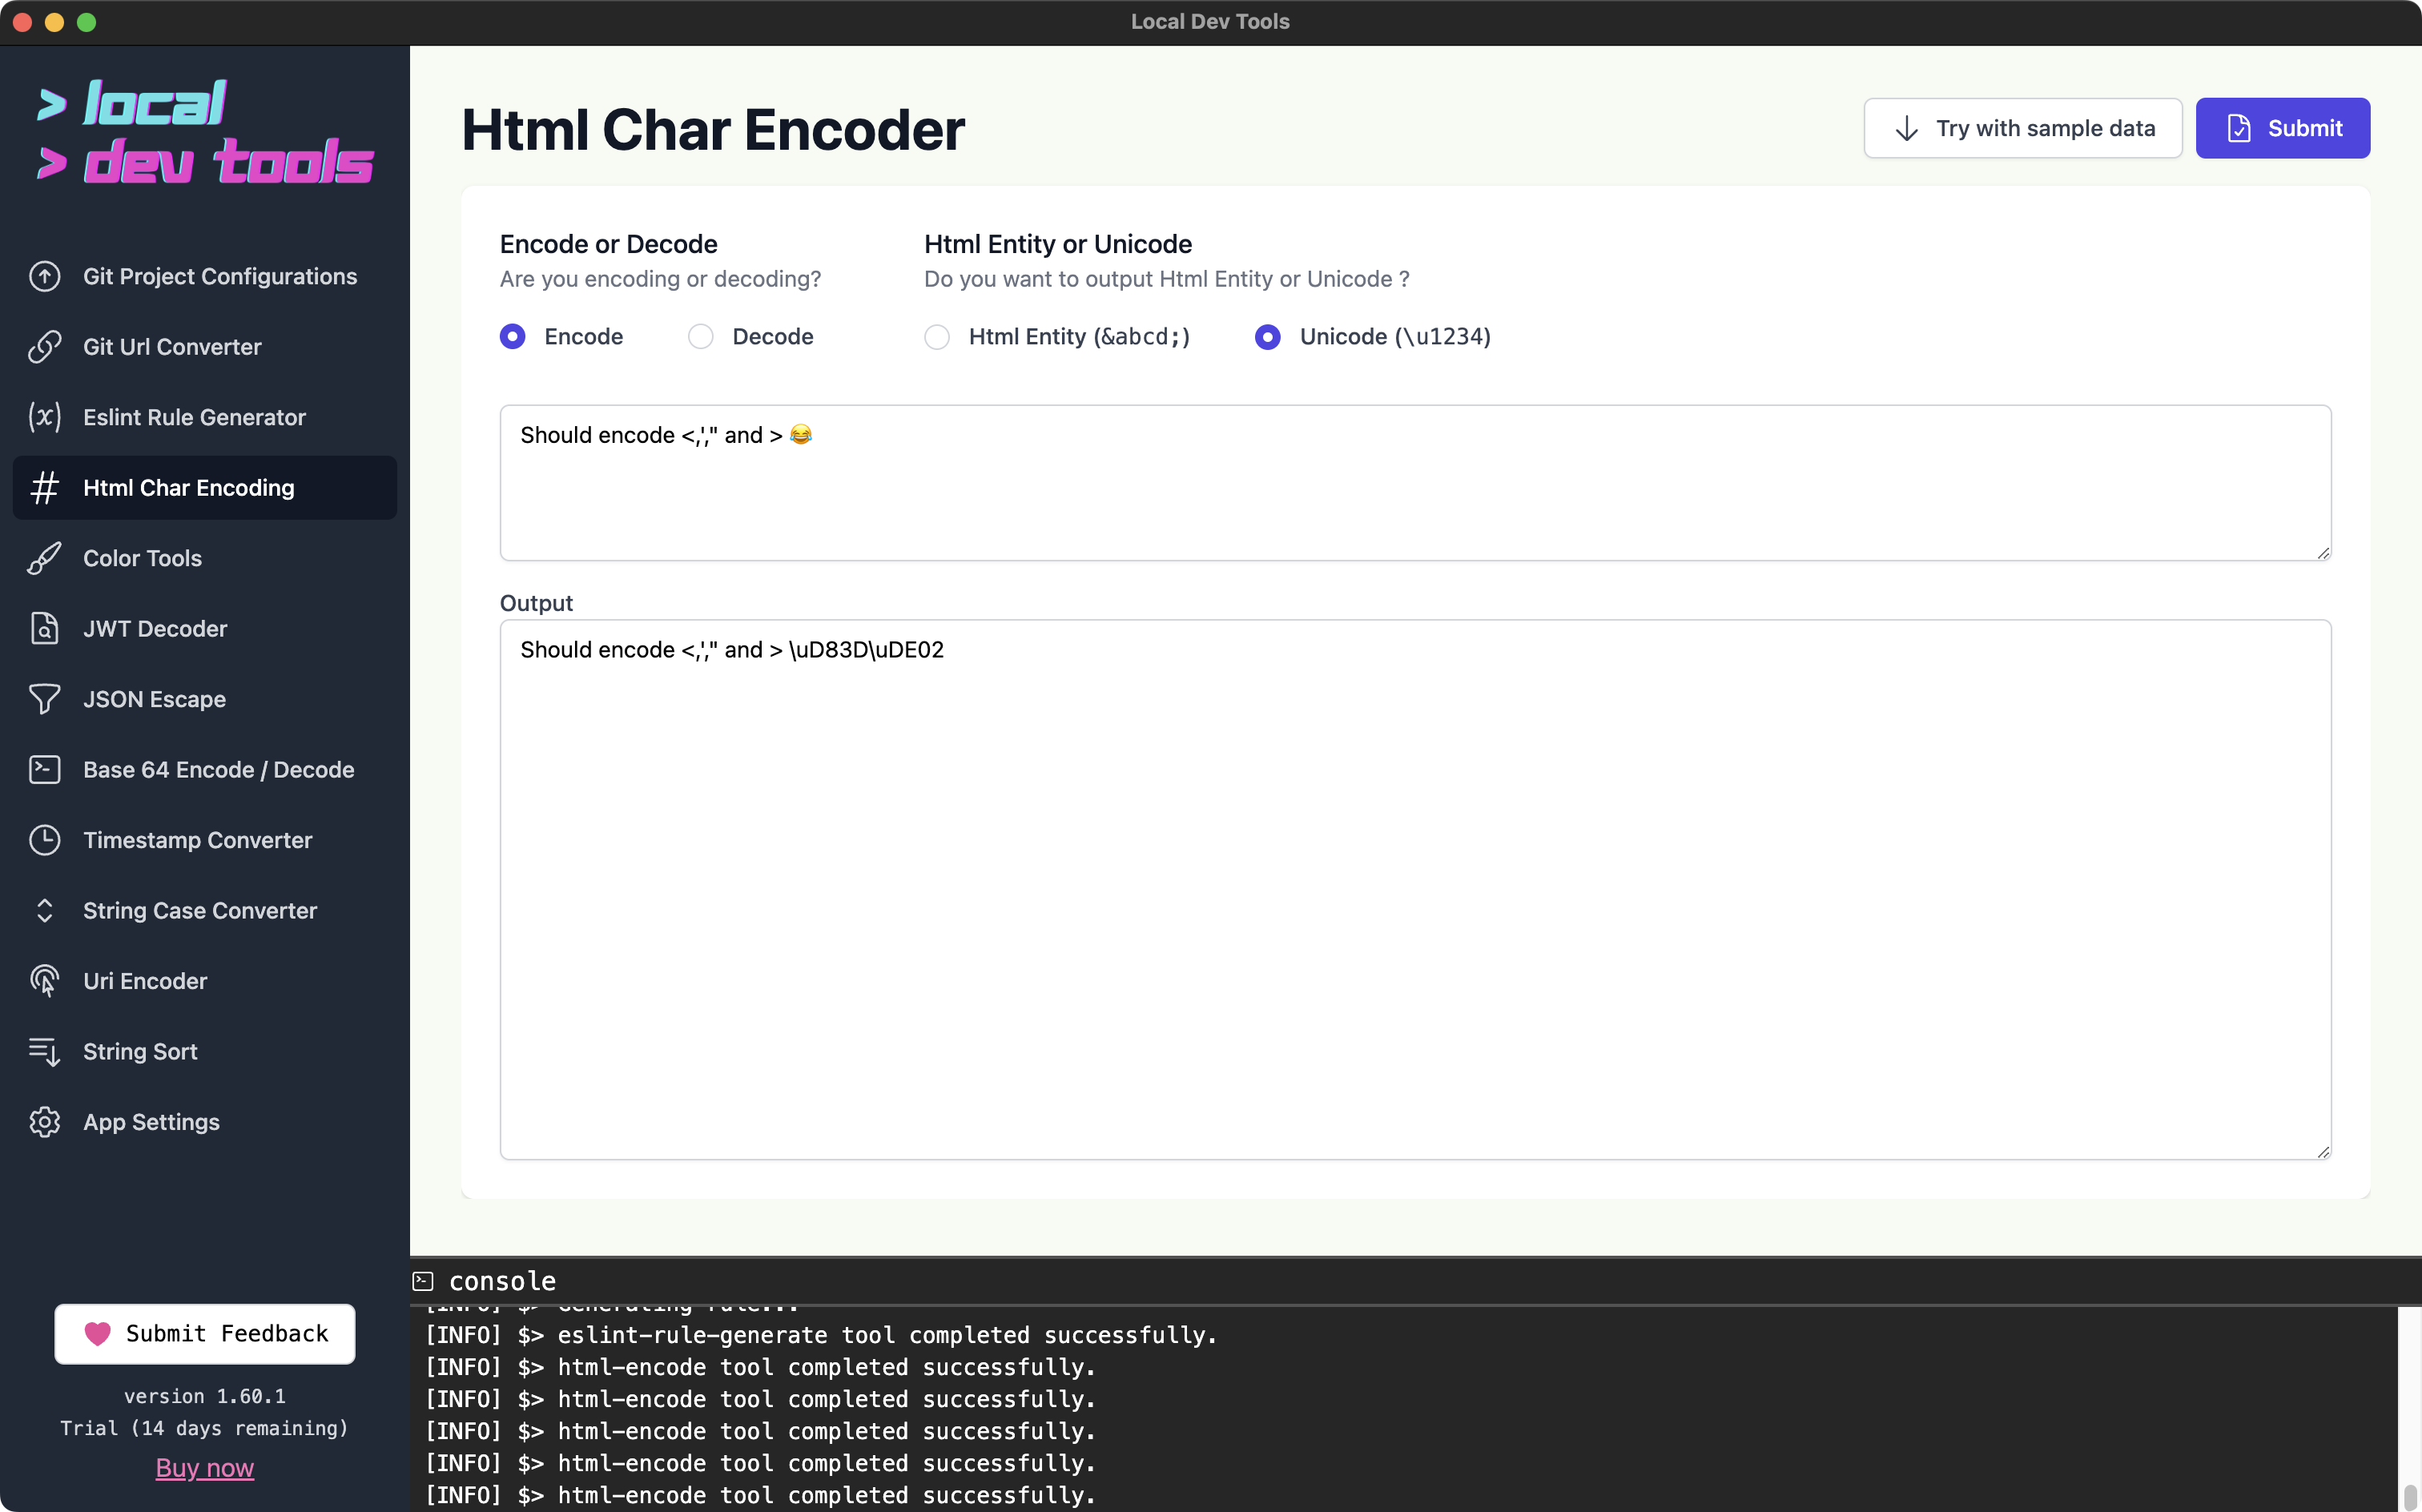 Local Dev Tools
> local
> dev tools
Git Project Configurations
Git Url Converter
(x) Eslint Rule Generator
# Html Char Encoding
Color Tools
JWT Decoder
JSON Escape
Base 64 Encode / Decode
Timestamp Converter
String Case Converter
Uri Encoder
String Sort
App Settings
Submit Feedback
version 1.60.1
Trial (14 days remaining)
Buy now
Html Char Encoder
Try with sample data
Submit
Encode or Decode
Are you encoding or decoding?
Encode Decode
Html Entity or Unicode
Do you want to output Html Entity or Unicode ?
Html Entity (&abcd;) Unicode (\u1234)
Should encode <,'," and > 😂
Output
Should encode <,'," and > \uD83D\uDE02
console
[INFO] $> Generating rule...
[INFO] $> eslint-rule-generate tool completed successfully.
[INFO] $> html-encode tool completed successfully.
[INFO] $> html-encode tool completed successfully.
[INFO] $> html-encode tool completed successfully.
[INFO] $> html-encode tool completed successfully.
[INFO] $> html-encode tool completed successfully.